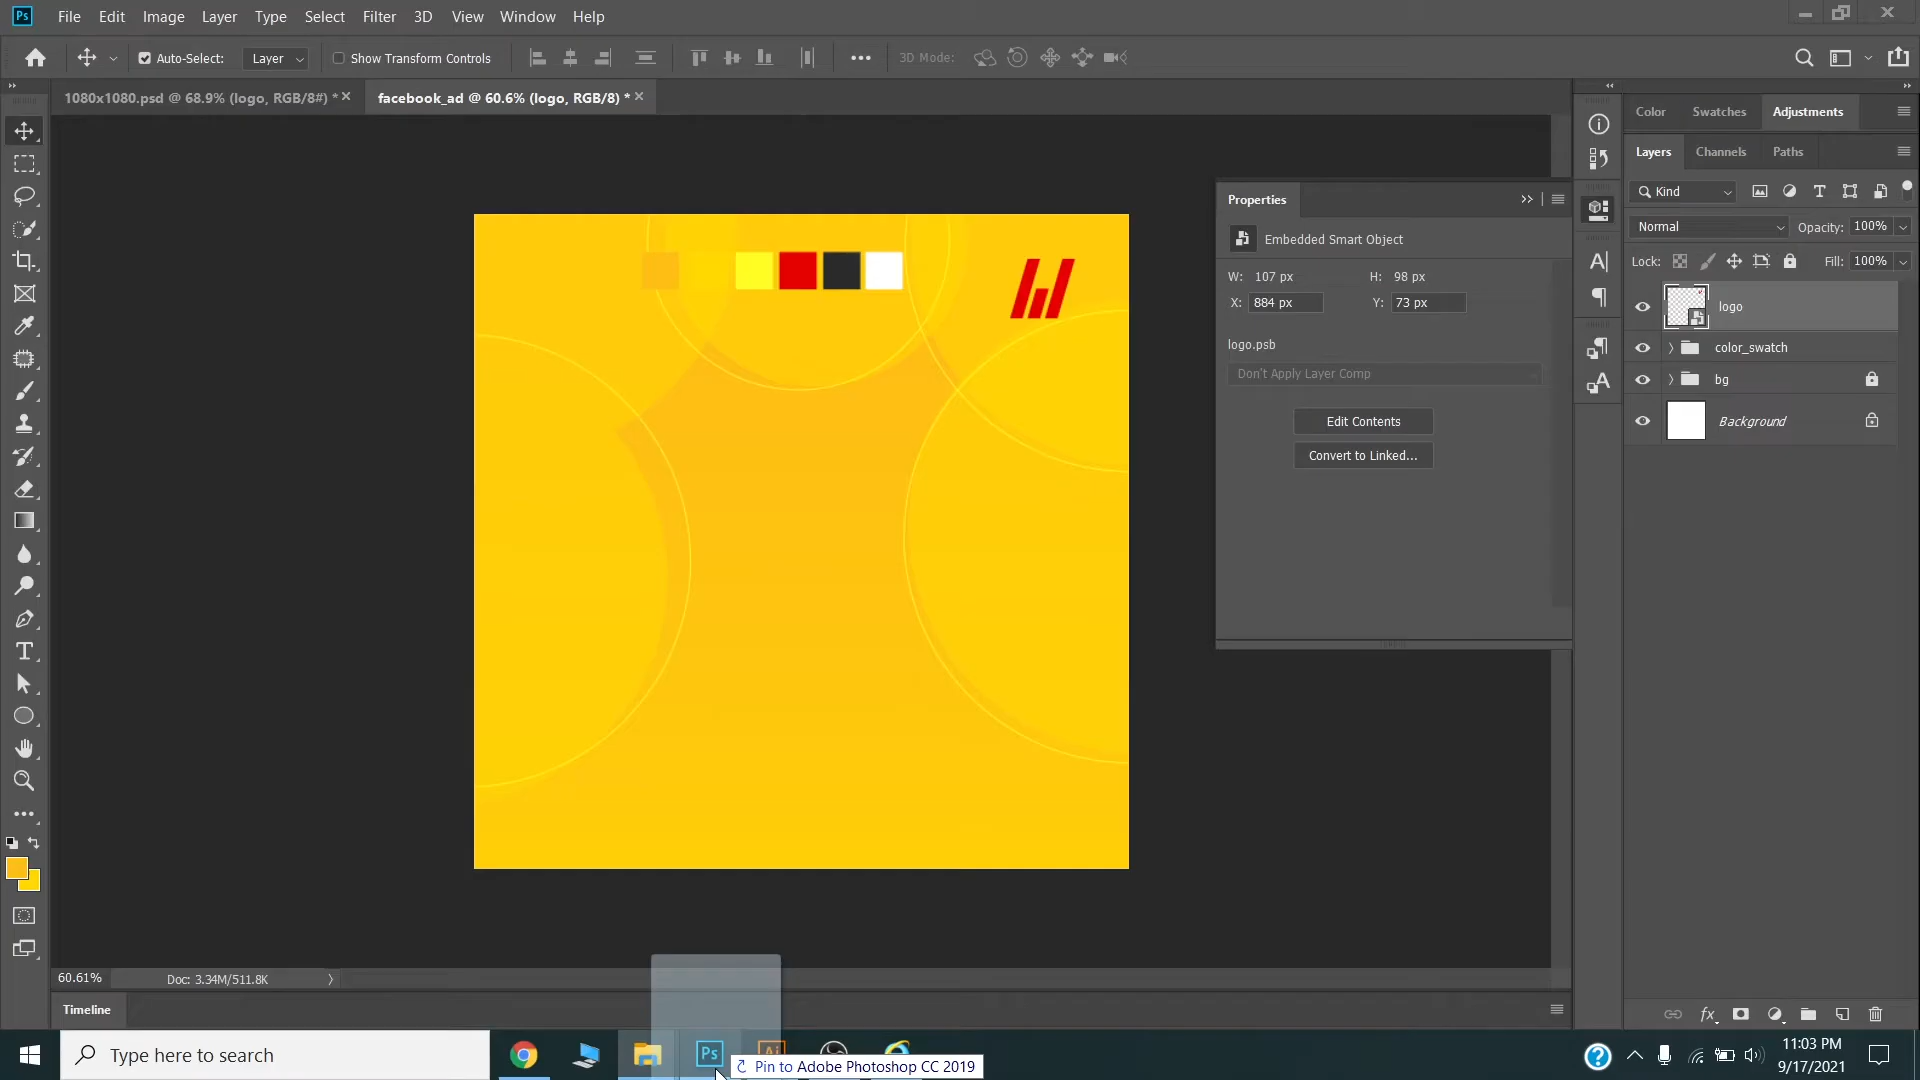 Ps File Edit Image Layer Type Select Filter 3D View Window Help
Auto-Select: Layer Show Transform Controls 3D Mode:
1080x1080.psd @ 68.9% (logo, RGB/8#) * facebook_ad @ 60.6% (logo, RGB/8) *
Color Swatches Adjustments
Layers Channels Paths
Kind
Normal Opacity: 100%
Lock: Fill: 100%
logo
color_swatch
bg
Background
Properties
Embedded Smart Object
W: 107 px H: 98 px
X: 884 px Y: 73 px
logo.psb
Don't Apply Layer Comp
Edit Contents
Convert to Linked...
60.61% Doc: 3.34M/511.8K
Timeline
fx
Type here to search
Ps
Ai
Pin to Adobe Photoshop CC 2019
11:03 PM
9/17/2021